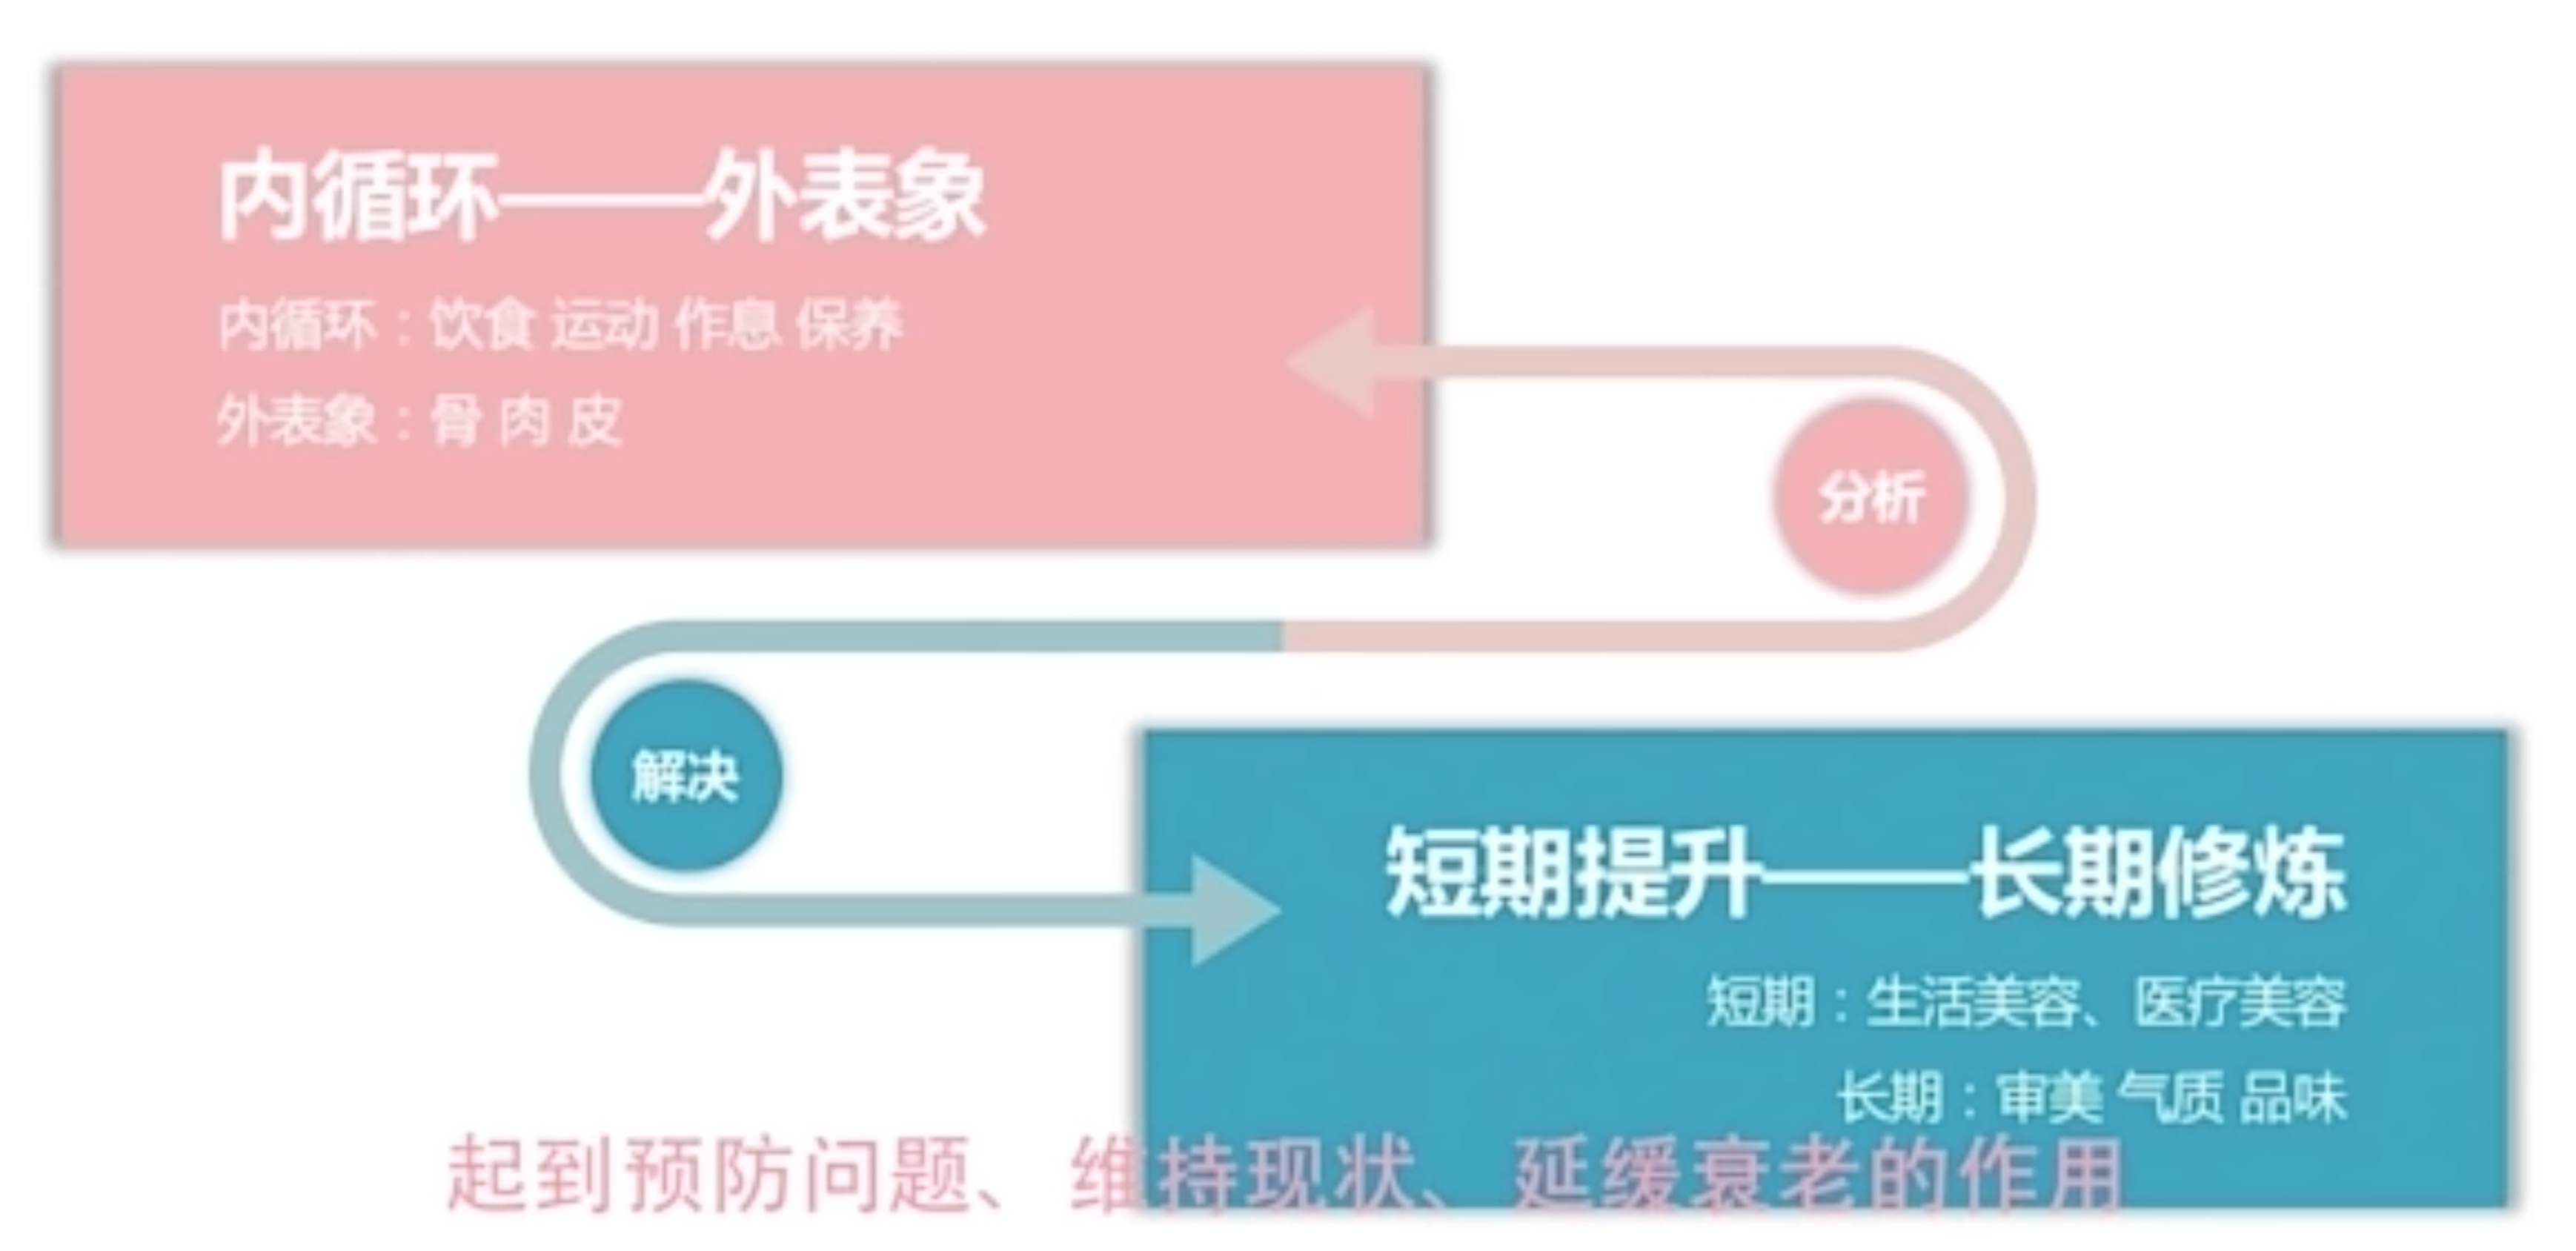 内循环——外表象
内循环：饮食 运动 作息 保养
外表象：骨 肉 皮
分析
解决
短期提升——长期修炼
短期：生活美容、医疗美容
长期：审美 气质 品味
起到预防问题、维持现状、延缓衰老的作用